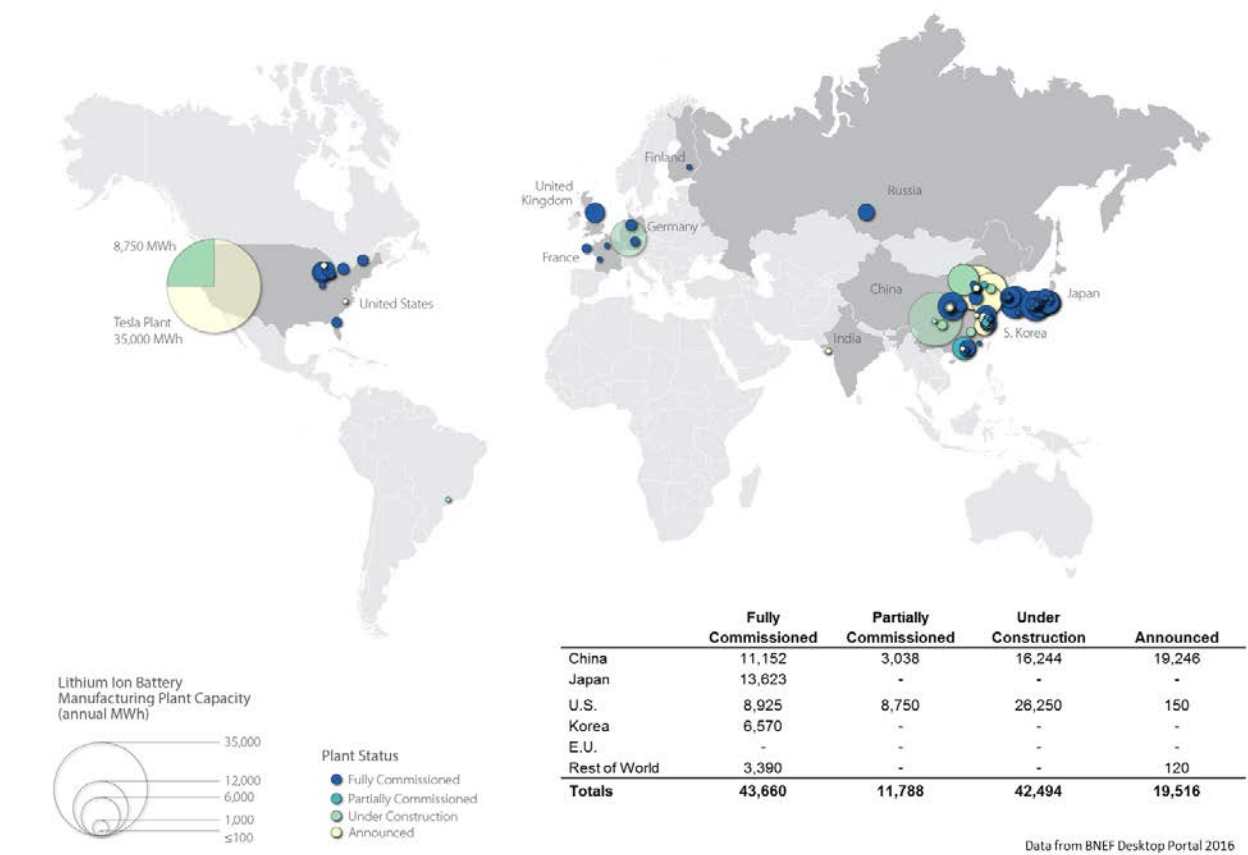 Finland
United
Kingdom
Russia
Germany
France
8,750 MWh
China
Japan
United States
Tesla Plant
35,000 MWh
S. Korea
India
Fully Partially Under
Commissioned Commissioned Construction Announced
China 11,152 3,038 16,244 19,246
Japan 13,623 - - -
U.S. 8,925 8,750 26,250 150
Korea 6,570 - - -
E.U. - - - -
Rest of World 3,390 - - 120
Totals 43,660 11,788 42,494 19,516
Lithium Ion Battery
Manufacturing Plant Capacity
(annual MWh)
35,000
12,000
6,000
1,000
≤100
Plant Status
Fully Commissioned
Partially Commissioned
Under Construction
Announced
Data from BNEF Desktop Portal 2016